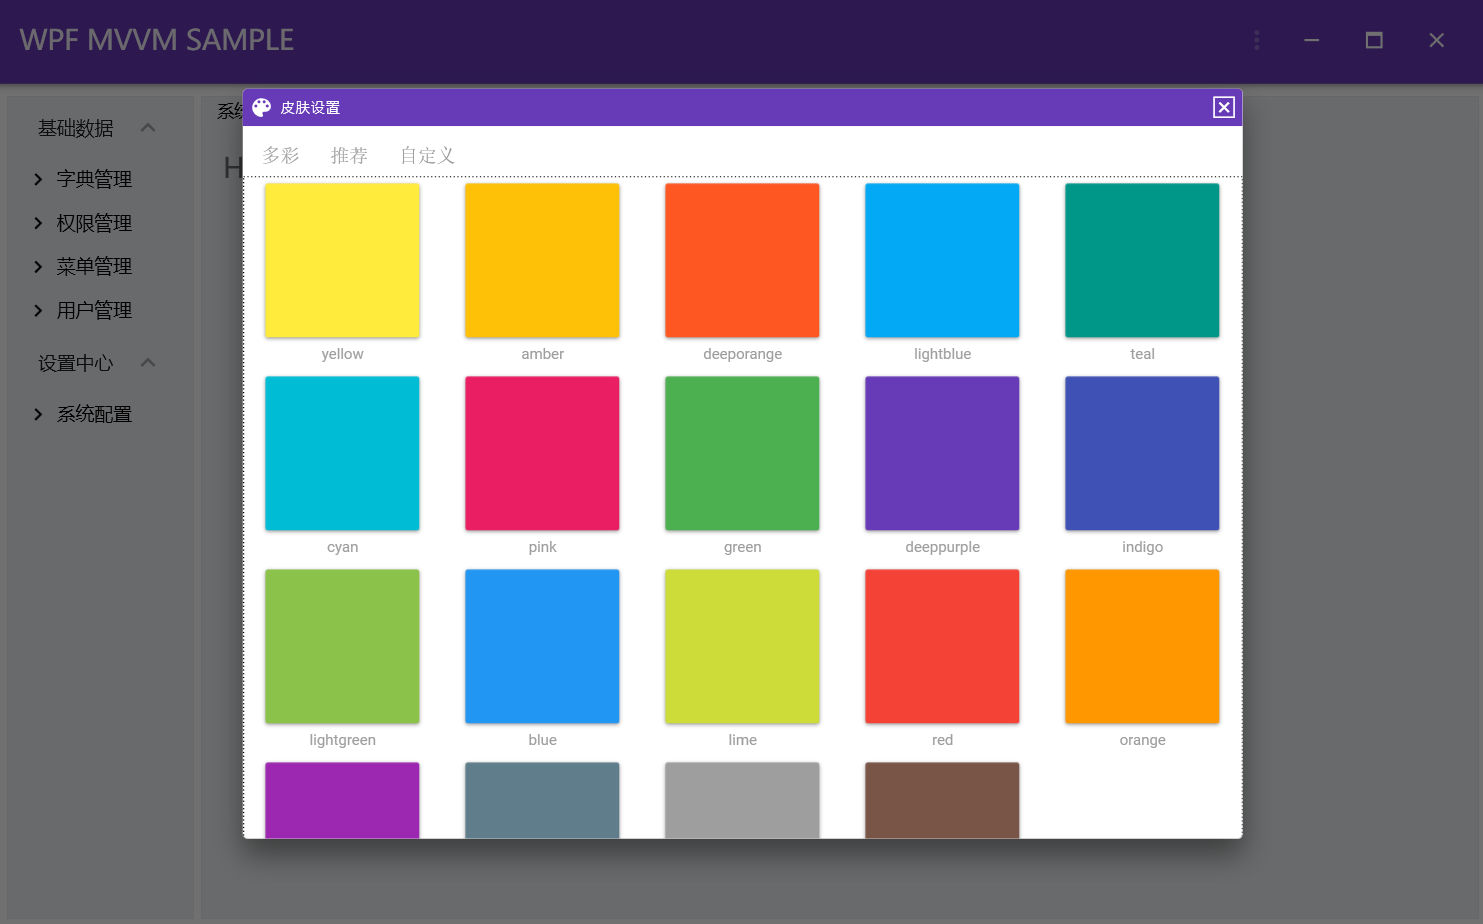 WPF MVVM SAMPLE
基础数据
字典管理
权限管理
菜单管理
用户管理
设置中心
系统配置
皮肤设置
多彩 推荐 自定义
yellow amber deeporange lightblue teal
cyan pink green deeppurple indigo
lightgreen blue lime red orange